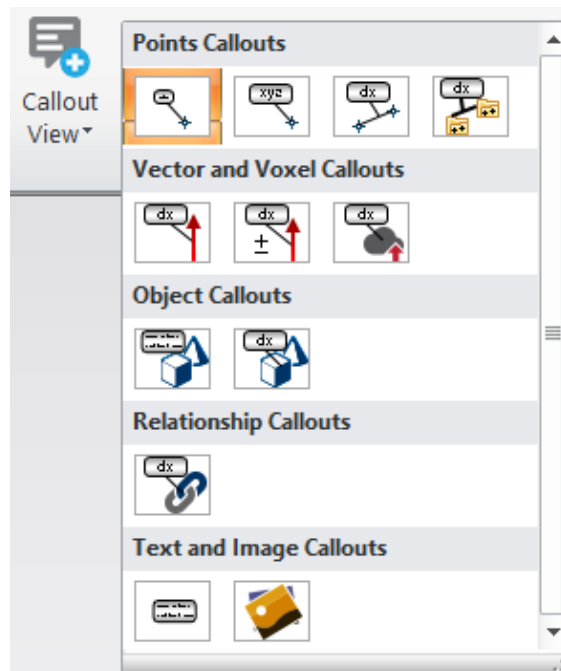 Callout
View
Points Callouts
xyz
dx
dx
Vector and Voxel Callouts
dx
dx
±
dx
Object Callouts
dx
Relationship Callouts
dx
Text and Image Callouts